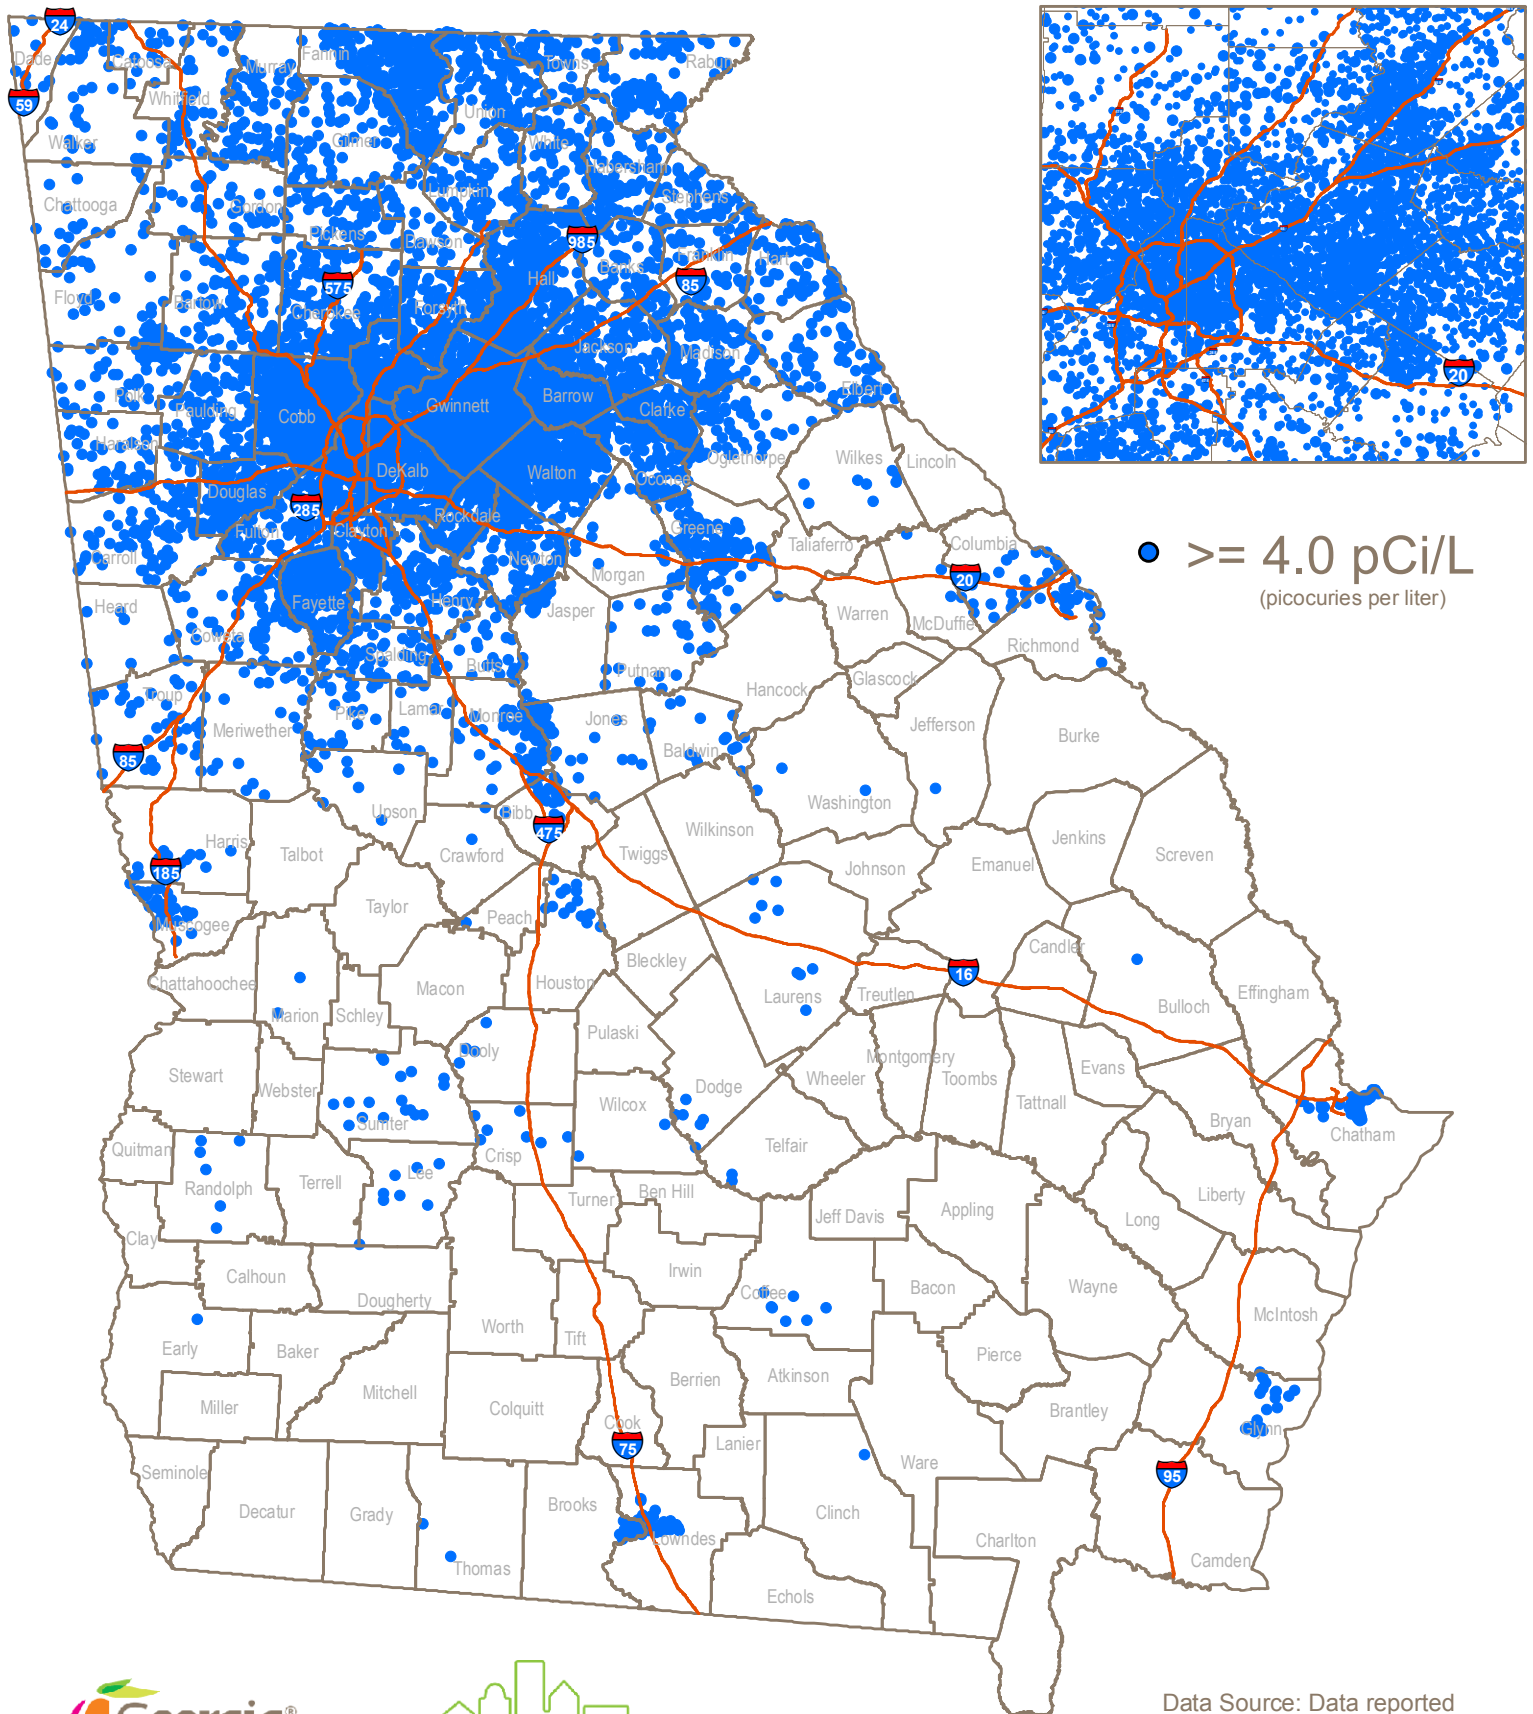 24
Dade
Catoosa
Fannin
Murray
Towns
Rabun
59
Whitfield
Union
Walker
Gilmer
White
Habersham
Chattooga
Gordon
Lumpkin
Stephens
Pickens
Dawson
985
Franklin
Hart
Floyd
Bartow
575
Cherokee
Forsyth
Hall
Banks
85
Jackson
Madison
Polk
Paulding
Cobb
Gwinnett
Barrow
Clarke
Elbert
Haralson
DeKalb
Walton
Oconee
Oglethorpe
Wilkes
Lincoln
Douglas
285
Fulton
Clayton
Rockdale
Greene
Taliaferro
Columbia
20
Carroll
Newton
Morgan
20
>= 4.0 pCi/L
(picocuries per liter)
Heard
Fayette
Henry
Jasper
Warren
McDuffie
Richmond
Coweta
Spalding
Butts
Putnam
Hancock
Glascock
Troup
Meriwether
Pike
Lamar
Monroe
Jones
Baldwin
Jefferson
Burke
85
Upson
Bibb
475
Wilkinson
Washington
Jenkins
Screven
Harris
Talbot
Crawford
Twiggs
Johnson
Emanuel
185
Muscogee
Taylor
Peach
Bleckley
Candler
16
Chattahoochee
Marion
Schley
Macon
Houston
Laurens
Treutlen
Bulloch
Effingham
Stewart
Webster
Dooly
Pulaski
Dodge
Wheeler
Montgomery
Toombs
Evans
Tattnall
Bryan
Chatham
Quitman
Sumter
Wilcox
Telfair
Randolph
Terrell
Lee
Crisp
Turner
Ben Hill
Jeff Davis
Appling
Long
Liberty
Clay
Calhoun
Dougherty
Irwin
Coffee
Bacon
Wayne
McIntosh
Early
Baker
Worth
Tift
Pierce
Miller
Mitchell
Colquitt
Cook
Berrien
Atkinson
Brantley
Glynn
75
Lanier
Ware
95
Seminole
Decatur
Grady
Thomas
Brooks
Lowndes
Clinch
Charlton
Camden
Echols
Georgia®
Data Source: Data reported